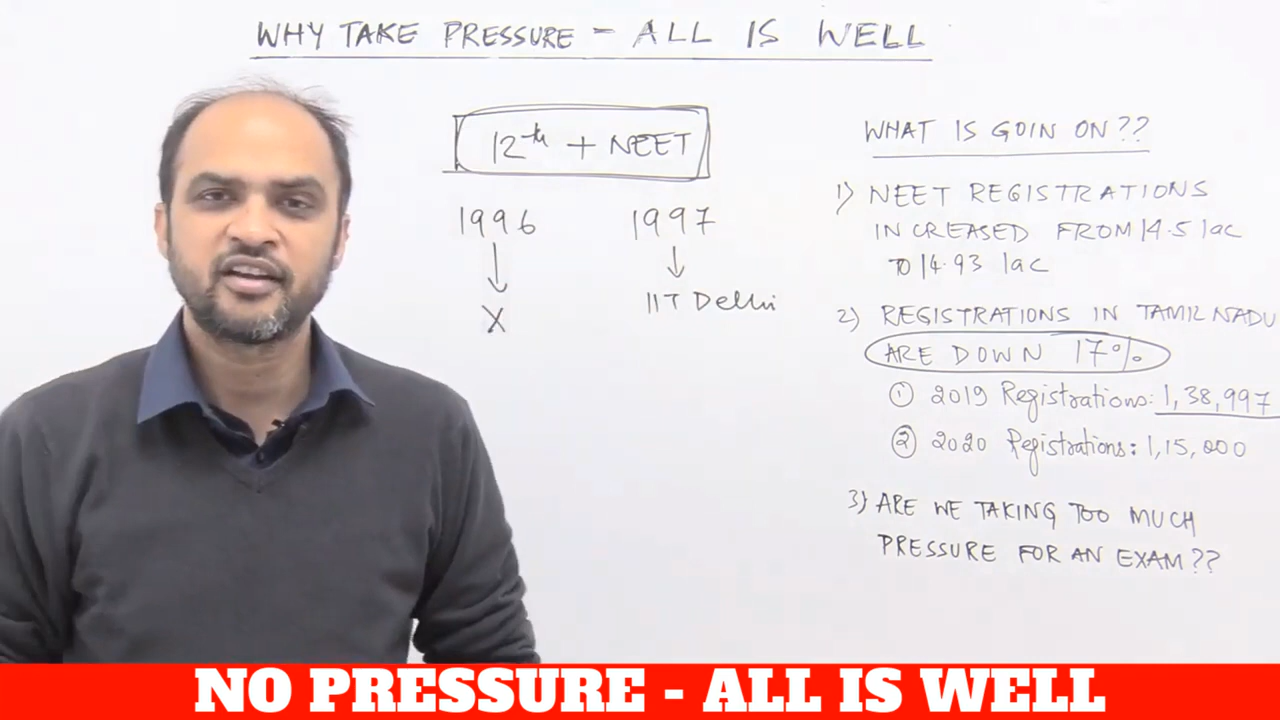 WHY TAKE PRESSURE - ALL IS WELL
12th + NEET
1996 1997
↓ ↓
X IIT Delhi
WHAT IS GOIN ON??
1) NEET REGISTRATIONS
INCREASED FROM 14.5 lac
TO 14.93 lac
2) REGISTRATIONS IN TAMIL NADU
ARE DOWN 17%
① 2019 Registrations: 1,38,997
② 2020 Registrations: 1,15,000
3) ARE WE TAKING TOO MUCH
PRESSURE FOR AN EXAM??
NO PRESSURE - ALL IS WELL